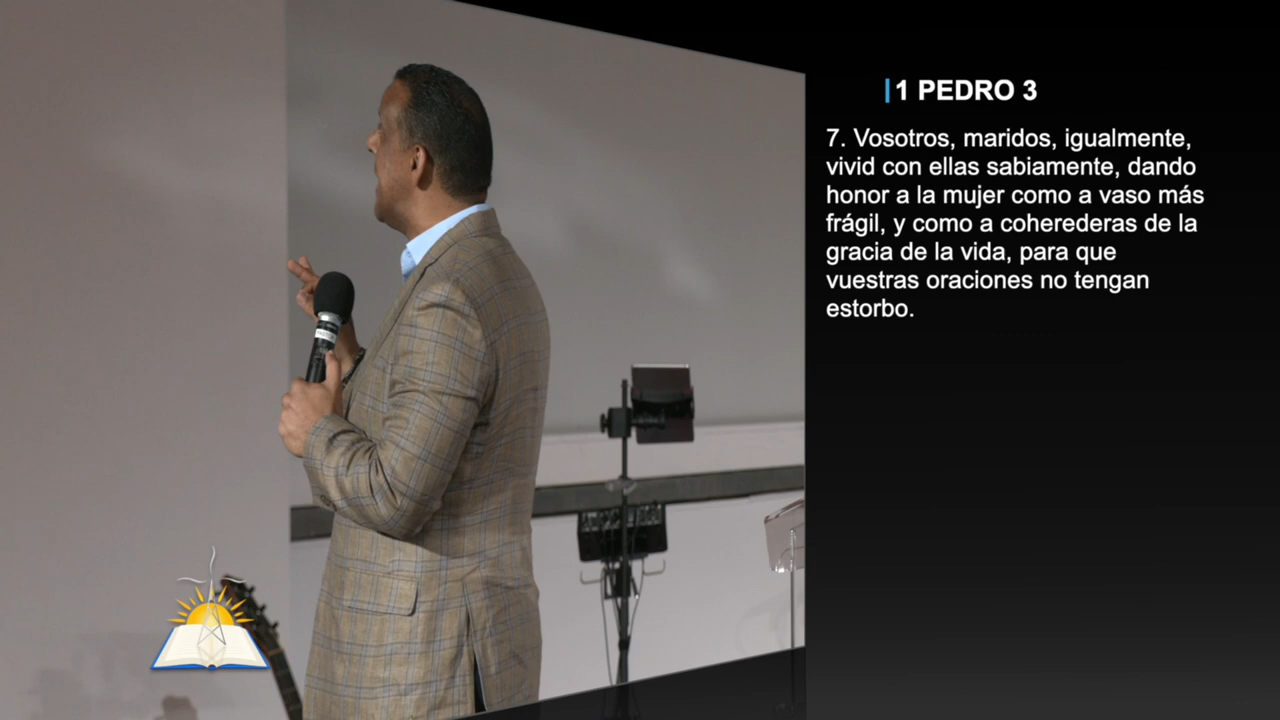 1 PEDRO 3
7. Vosotros, maridos, igualmente,
vivid con ellas sabiamente, dando
honor a la mujer como a vaso más
frágil, y como a coherederas de la
gracia de la vida, para que
vuestras oraciones no tengan
estorbo.